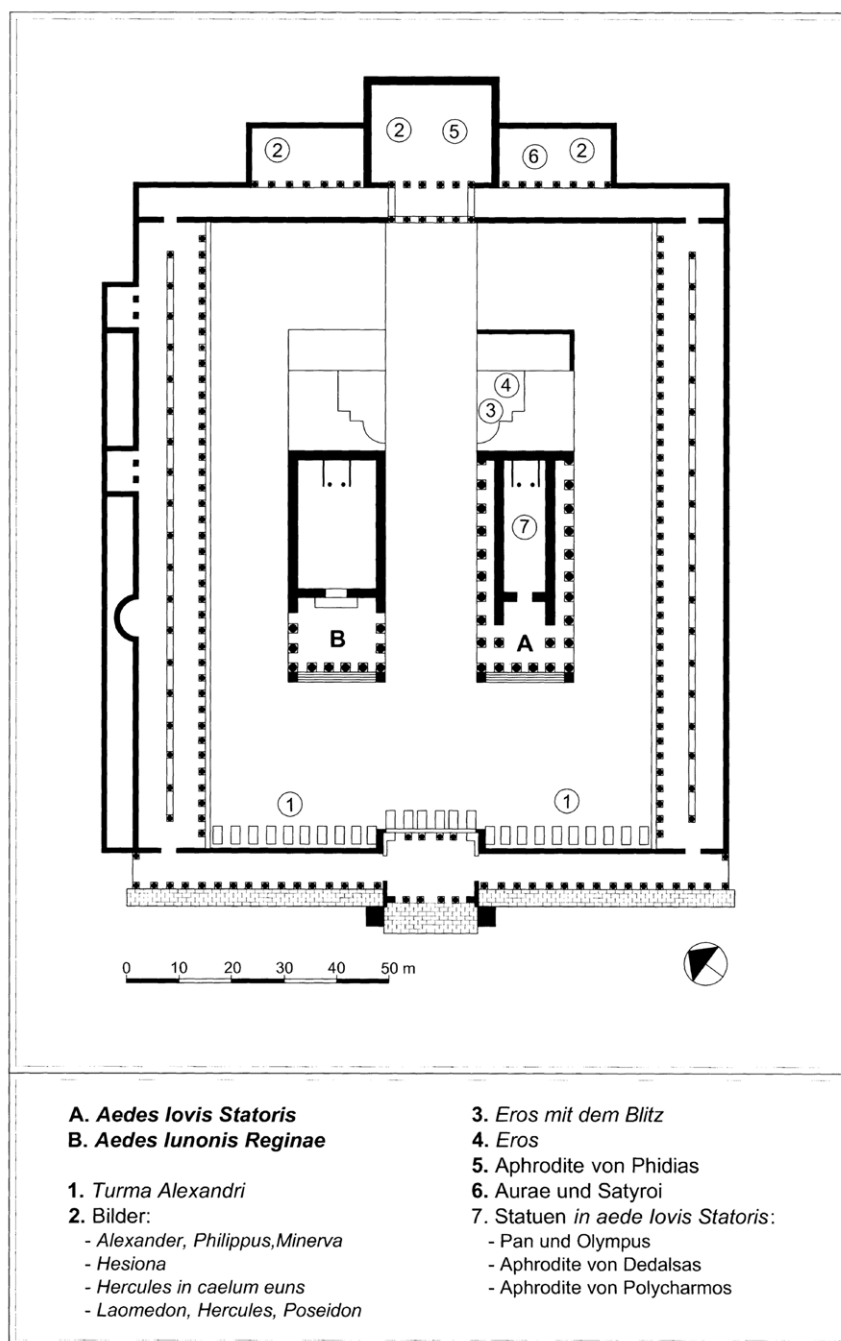 2
2
5
6
2
4
3
7
B
A
1
1
0 10 20 30 40 50 m
A. Aedes Iovis Statoris
B. Aedes Iunonis Reginae
1. Turma Alexandri
2. Bilder:
- Alexander, Philippus,Minerva
- Hesiona
- Hercules in caelum euns
- Laomedon, Hercules, Poseidon
3. Eros mit dem Blitz
4. Eros
5. Aphrodite von Phidias
6. Aurae und Satyroi
7. Statuen in aede Iovis Statoris:
- Pan und Olympus
- Aphrodite von Dedalsas
- Aphrodite von Polycharmos